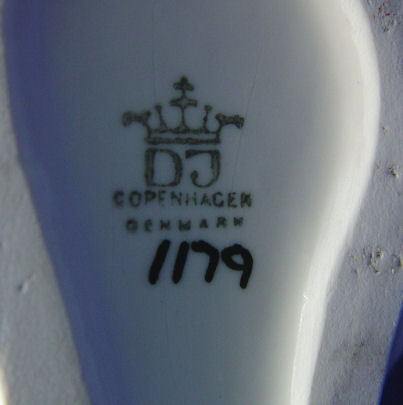 DJ
COPENHAGEN
DENMARK
1179